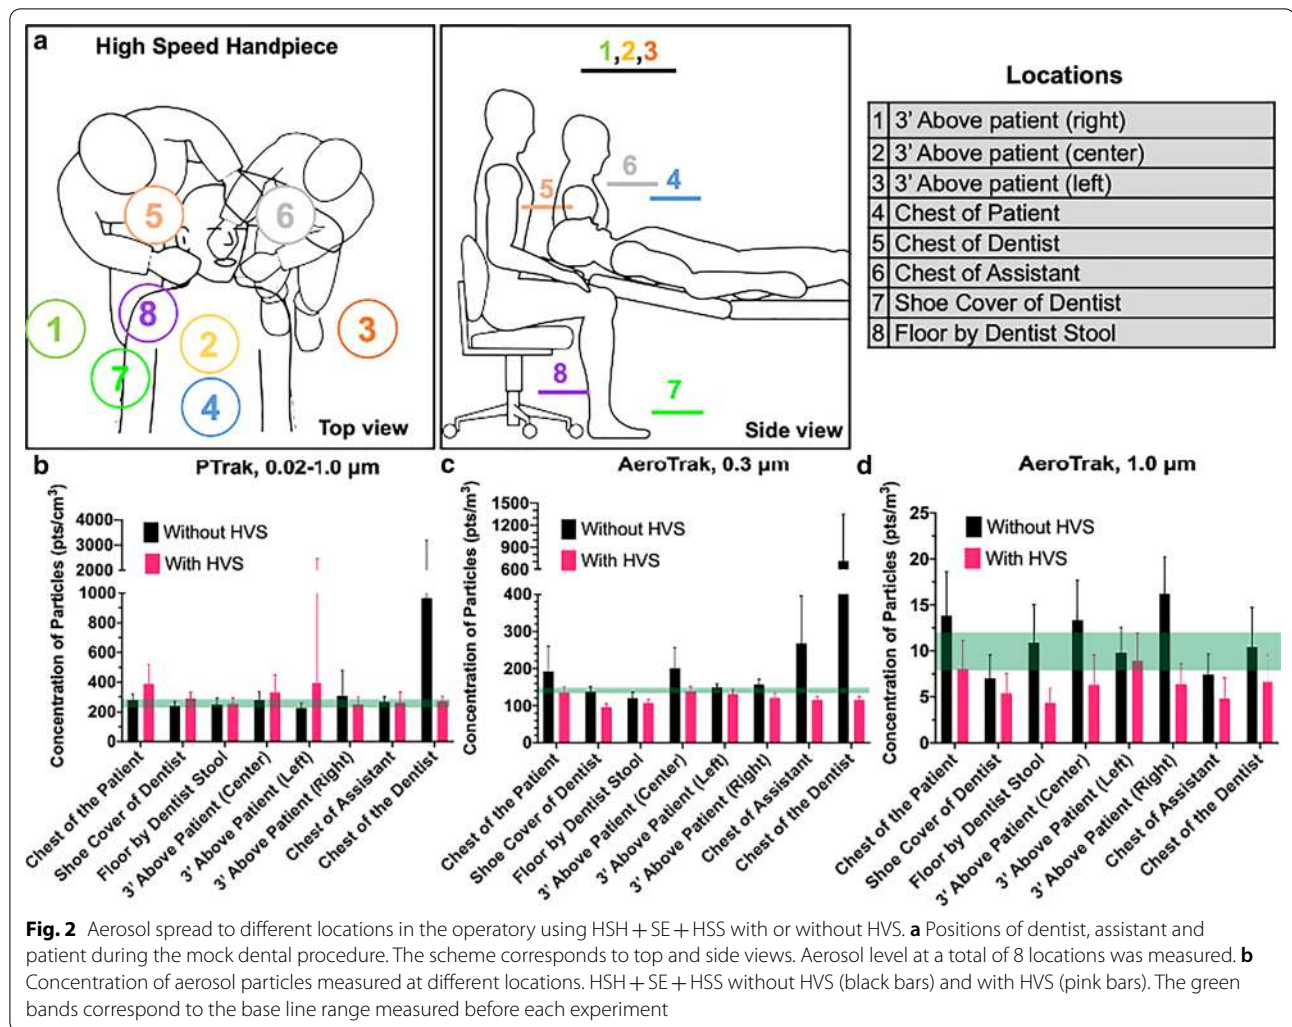 a
High Speed Handpiece
5
6
1
8
2
3
7
4
Top view
1,2,3
6
4
5
8
7
Side view
Locations
1 3' Above patient (right)
2 3' Above patient (center)
3 3' Above patient (left)
4 Chest of Patient
5 Chest of Dentist
6 Chest of Assistant
7 Shoe Cover of Dentist
8 Floor by Dentist Stool
b
PTrak, 0.02-1.0 µm
Concentration of Particles (pts/cm³)
4000
3000
2000
1000
800
600
400
200
0
Without HVS
With HVS
Chest of the Patient
Shoe Cover of Dentist
Floor by Dentist Stool
3' Above Patient (Center)
3' Above Patient (Left)
3' Above Patient (Right)
Chest of Assistant
Chest of the Dentist
c
AeroTrak, 0.3 µm
Concentration of Particles (pts/m³)
1500
1200
900
600
400
300
200
100
0
Without HVS
With HVS
Chest of the Patient
Shoe Cover of Dentist
Floor by Dentist Stool
3' Above Patient (Center)
3' Above Patient (Left)
3' Above Patient (Right)
Chest of Assistant
Chest of the Dentist
d
AeroTrak, 1.0 µm
Concentration of Particles (pts/m³)
25
20
15
10
5
0
Without HVS
With HVS
Chest of the Patient
Shoe Cover of Dentist
Floor by Dentist Stool
3' Above Patient (Center)
3' Above Patient (Left)
3' Above Patient (Right)
Chest of Assistant
Chest of the Dentist
Fig. 2 Aerosol spread to different locations in the operatory using HSH + SE + HSS with or without HVS. a Positions of dentist, assistant and
patient during the mock dental procedure. The scheme corresponds to top and side views. Aerosol level at a total of 8 locations was measured. b
Concentration of aerosol particles measured at different locations. HSH + SE + HSS without HVS (black bars) and with HVS (pink bars). The green
bands correspond to the base line range measured before each experiment